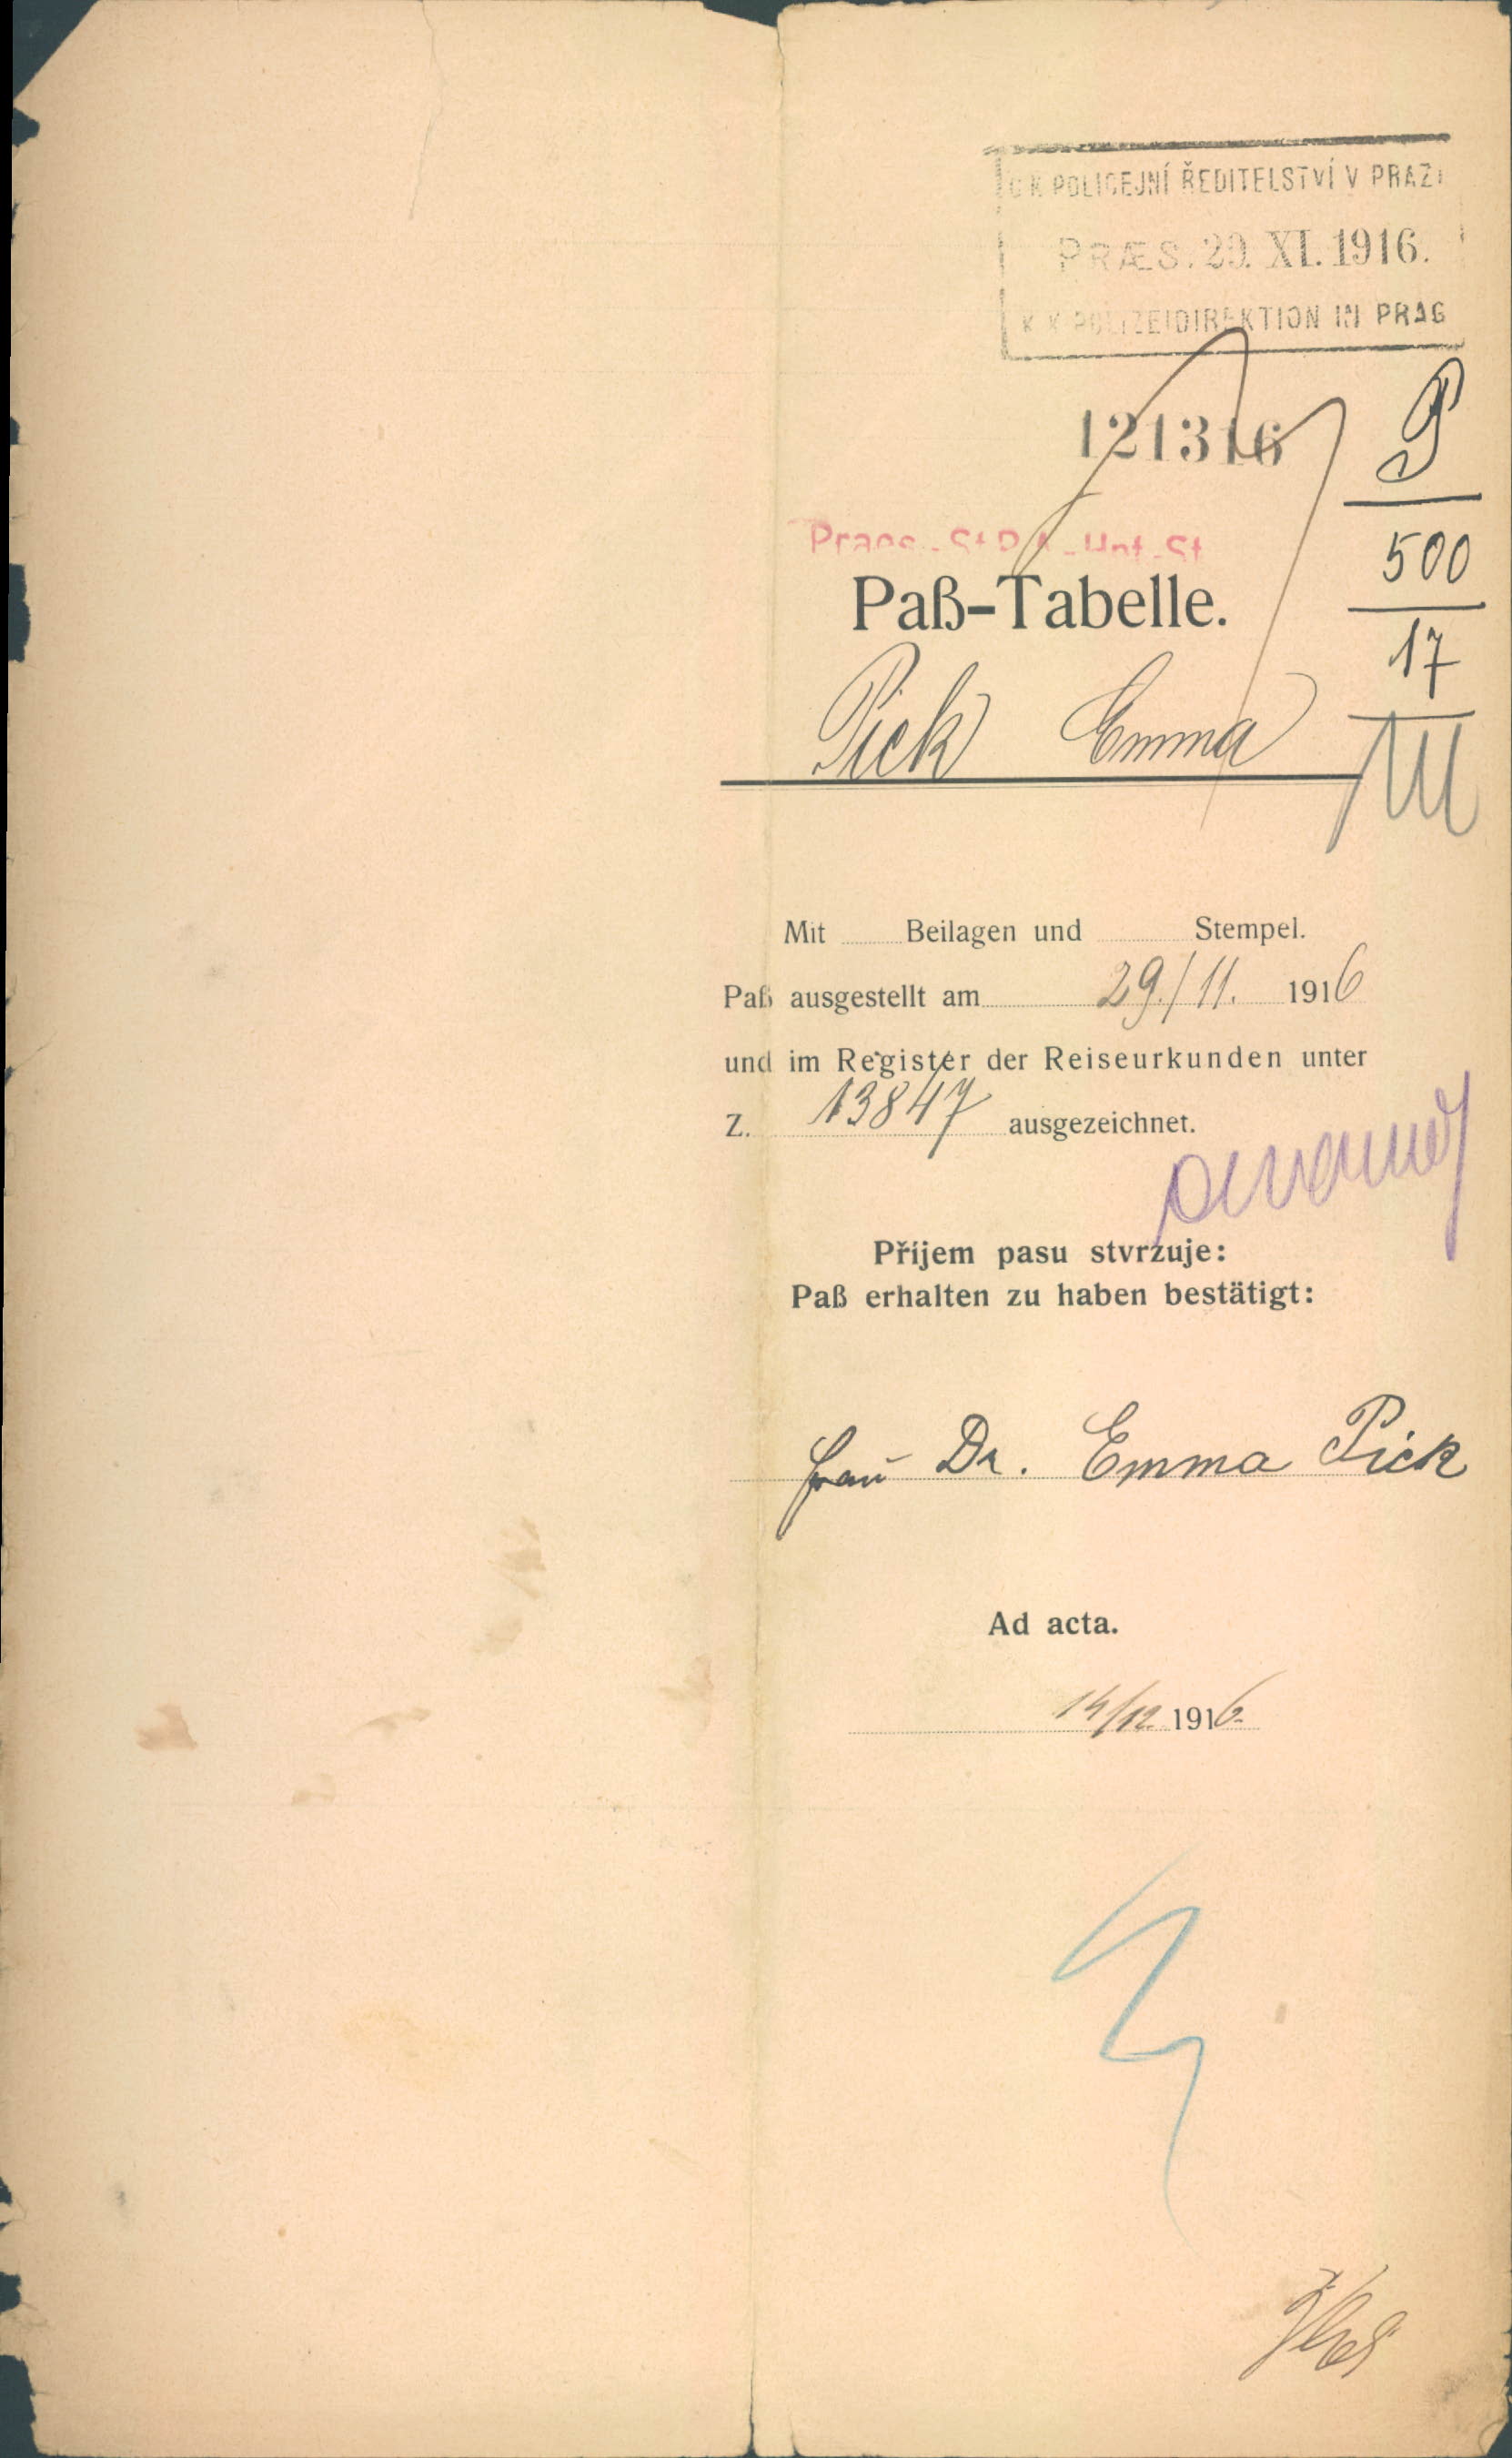 C K POLICEJNÍ ŘEDITELSTVÍ V PRAZE
PRÆS. 29. XI. 1916.
K K POLIZEIDIREKTION IN PRAG
121316
P
500
17
Paß-Tabelle.
Pick Emma
Mit Beilagen und Stempel.
Paß ausgestellt am 29./11. 1916
und im Register der Reiseurkunden unter
Z. 13847 ausgezeichnet.
Příjem pasu stvrzuje:
Paß erhalten zu haben bestätigt:
Frau Dr. Emma Pick
Ad acta.
14/12 1916.